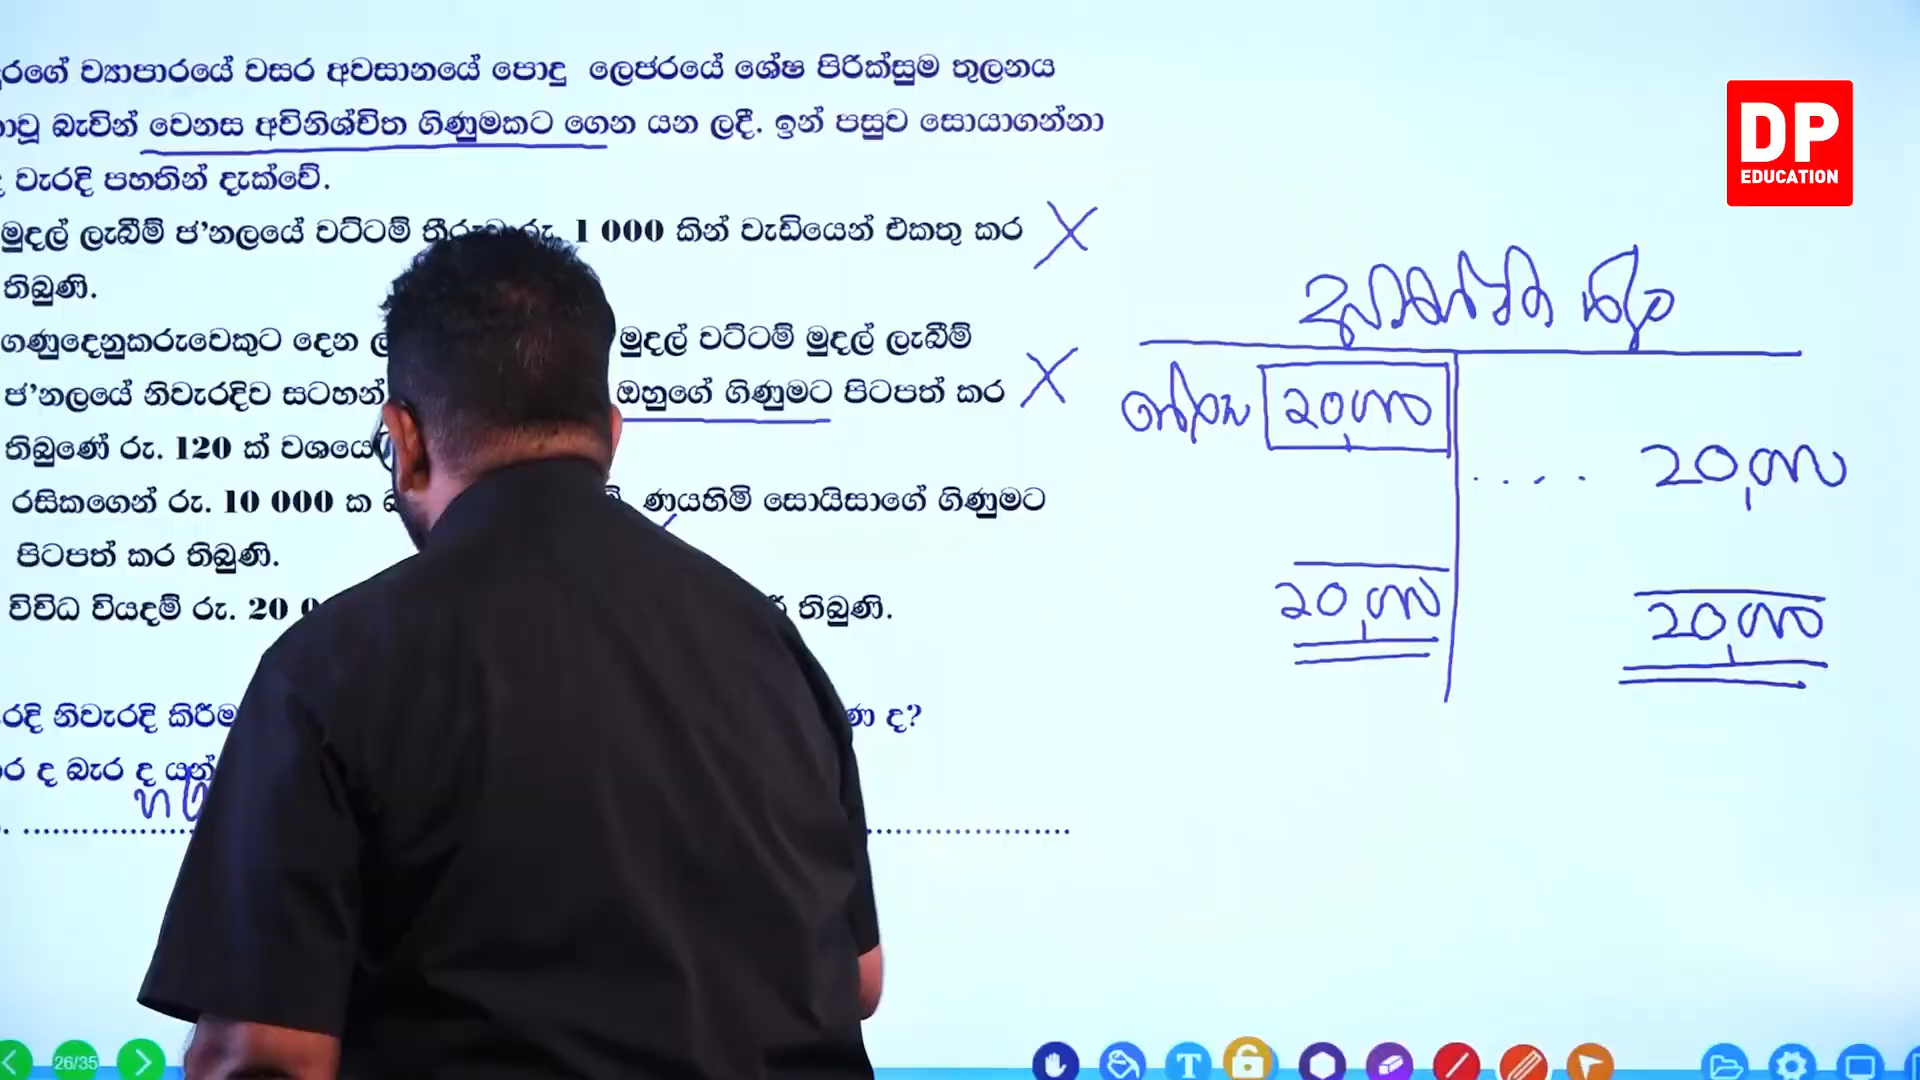 රගේ ව්‍යාපාරයේ වසර අවසානයේ පොදු ලෙජරයේ ශේෂ පිරික්සුම තුලනය
වූ බැවින් වෙනස අවිනිශ්චිත ගිණුමකට ගෙන යන ලදී. ඉන් පසුව සොයාගන්නා
ද වැරදි පහතින් දැක්වේ.
මුදල් ලැබීම් ජ'නලයේ වට්ටම් තීරුව රු. 1 000 කින් වැඩියෙන් එකතු කර
තිබුණි.
ගණුදෙනුකරුවෙකුට දෙන මුදල් වට්ටම් මුදල් ලැබීම්
ජ'නලයේ නිවැරදිව සටහන් ඔහුගේ ගිණුමට පිටපත් කර
තිබුණේ රු. 120 ක් වශයෙ
රසිකගෙන් රු. 10 000 ක ණයහිමි සොයිසාගේ ගිණුමට
පිටපත් කර තිබුණි.
විවිධ වියදම් රු. 20 තිබුණි.
රදි නිවැරදි කිරීම ණ ද?
ර ද බැර ද යන්
DP
EDUCATION
ශේෂය 20,000
20,000
20,000
20,000
26/35